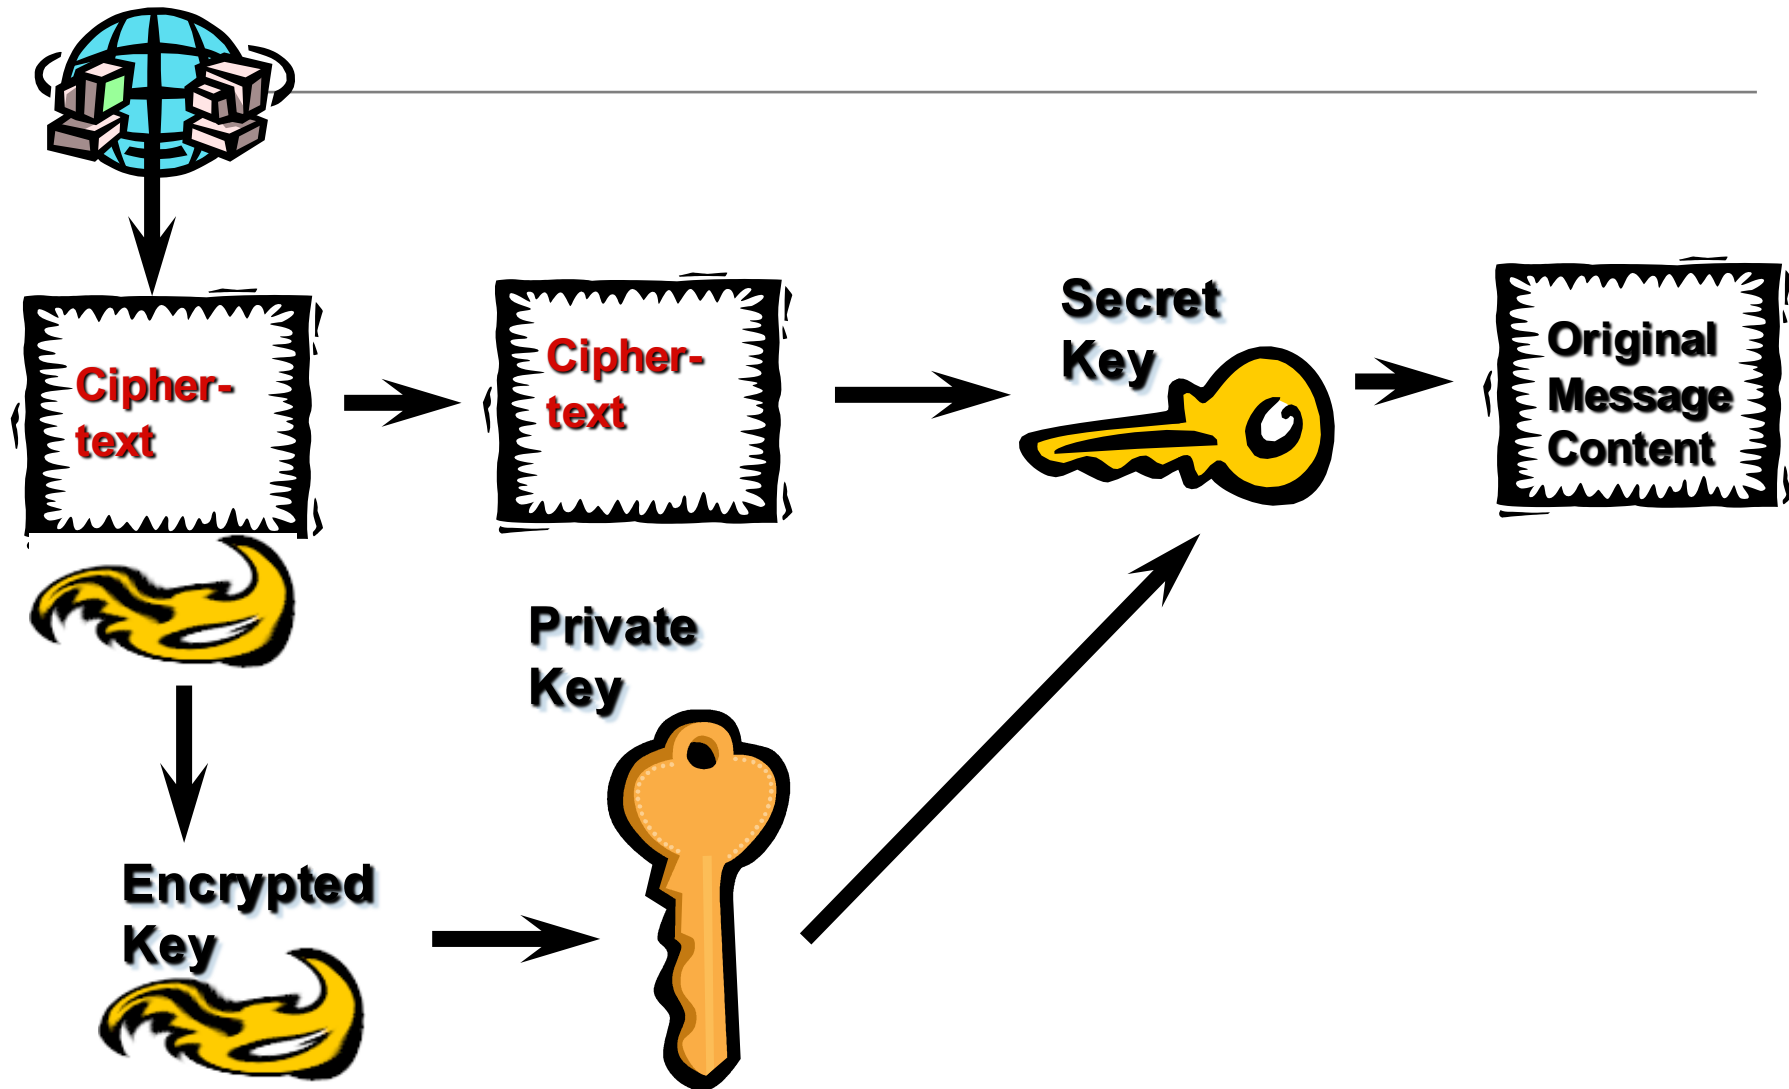 Cipher-
text
Cipher-
text
Secret
Key
Original
Message
Content
Private
Key
Encrypted
Key